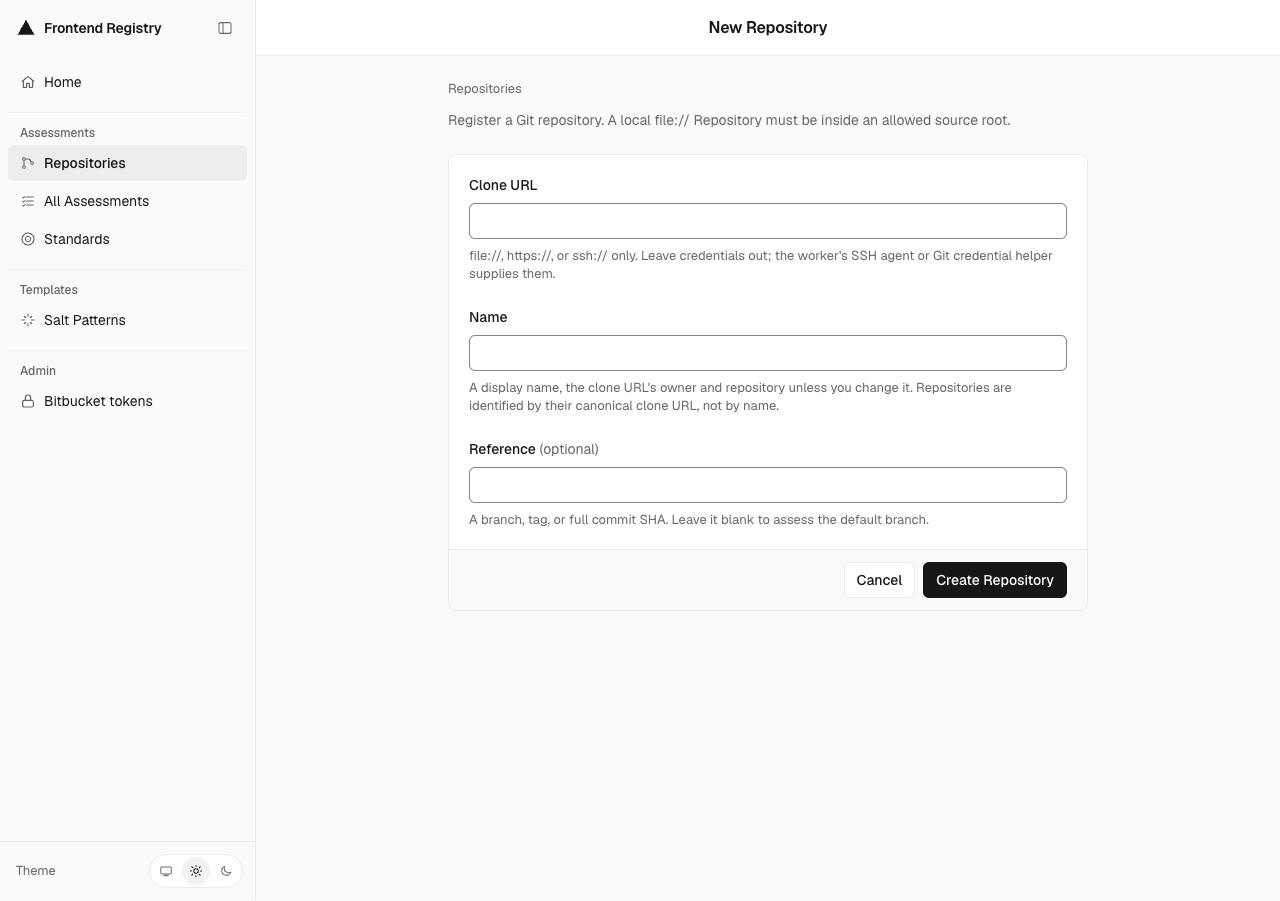 Frontend Registry
Home
Assessments
Repositories
All Assessments
Standards
Templates
Salt Patterns
Admin
Bitbucket tokens
Theme
New Repository
Repositories
Register a Git repository. A local file:// Repository must be inside an allowed source root.
Clone URL
file://, https://, or ssh:// only. Leave credentials out; the worker's SSH agent or Git credential helper
supplies them.
Name
A display name, the clone URL's owner and repository unless you change it. Repositories are
identified by their canonical clone URL, not by name.
Reference (optional)
A branch, tag, or full commit SHA. Leave it blank to assess the default branch.
Cancel
Create Repository